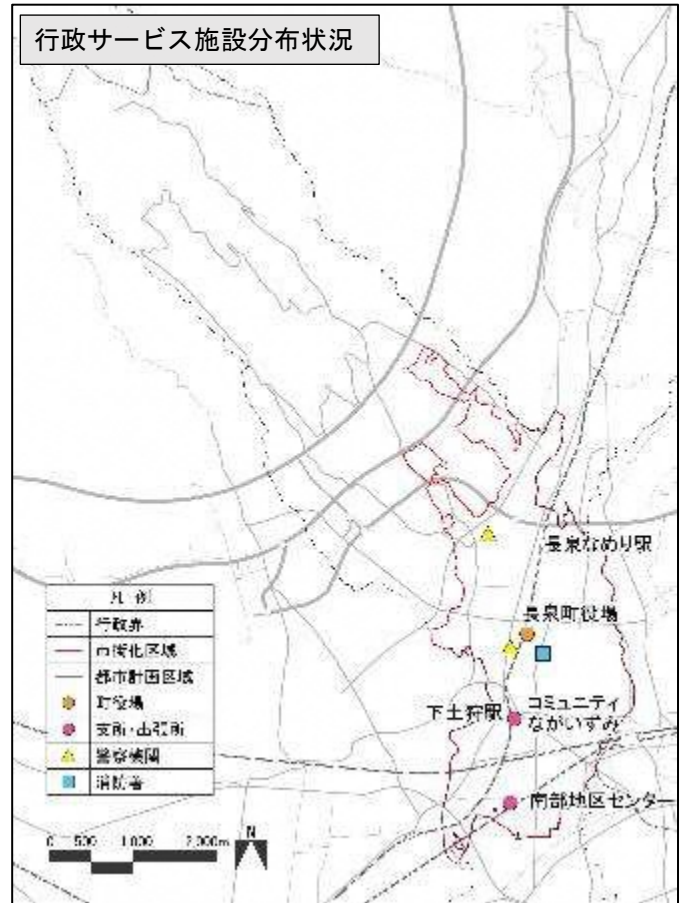 行政サービス施設分布状況
長泉なめり駅
長泉町役場
下土狩駅
コミュニティ
ながいずみ
南部地区センター
凡例
行政界
市街化区域
都市計画区域
町役場
支所・出張所
警察機関
消防署
0 500 1,000 2,000m
N